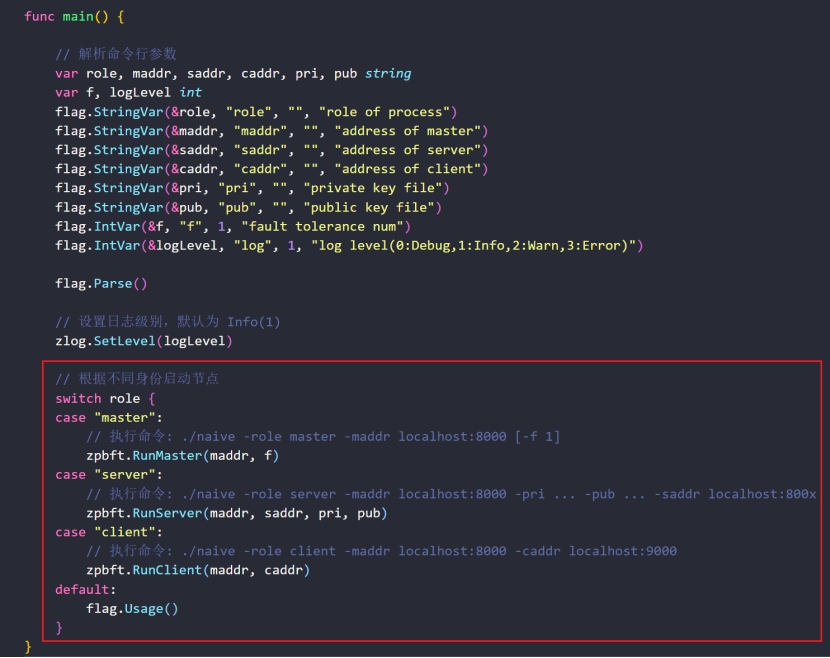 func main() {
// 解析命令行参数
var role, maddr, saddr, caddr, pri, pub string
var f, logLevel int
flag.StringVar(&role, "role", "", "role of process")
flag.StringVar(&maddr, "maddr", "", "address of master")
flag.StringVar(&saddr, "saddr", "", "address of server")
flag.StringVar(&caddr, "caddr", "", "address of client")
flag.StringVar(&pri, "pri", "", "private key file")
flag.StringVar(&pub, "pub", "", "public key file")
flag.IntVar(&f, "f", 1, "fault tolerance num")
flag.IntVar(&logLevel, "log", 1, "log level(0:Debug,1:Info,2:Warn,3:Error)")
flag.Parse()
// 设置日志级别，默认为 Info(1)
zlog.SetLevel(logLevel)
// 根据不同身份启动节点
switch role {
case "master":
// 执行命令: ./naive -role master -maddr localhost:8000 [-f 1]
zpbft.RunMaster(maddr, f)
case "server":
// 执行命令: ./naive -role server -maddr localhost:8000 -pri ... -pub ... -saddr localhost:800x
zpbft.RunServer(maddr, saddr, pri, pub)
case "client":
// 执行命令: ./naive -role client -maddr localhost:8000 -caddr localhost:9000
zpbft.RunClient(maddr, caddr)
default:
flag.Usage()
}
}